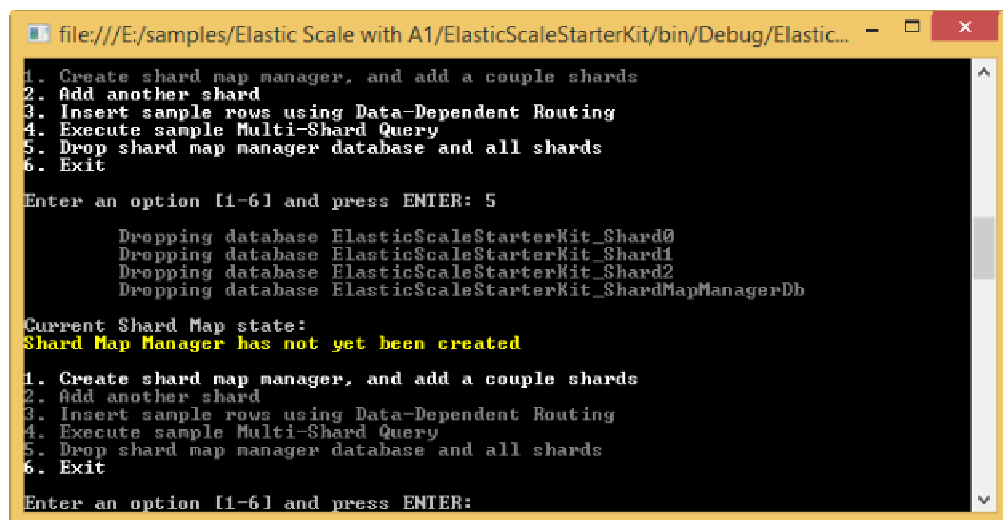 file:///E:/samples/Elastic Scale with A1/ElasticScaleStarterKit/bin/Debug/Elastic...
1. Create shard map manager, and add a couple shards
2. Add another shard
3. Insert sample rows using Data-Dependent Routing
4. Execute sample Multi-Shard Query
5. Drop shard map manager database and all shards
6. Exit
Enter an option [1-6] and press ENTER: 5
Dropping database ElasticScaleStarterKit_Shard0
Dropping database ElasticScaleStarterKit_Shard1
Dropping database ElasticScaleStarterKit_Shard2
Dropping database ElasticScaleStarterKit_ShardMapManagerDb
Current Shard Map state:
Shard Map Manager has not yet been created
1. Create shard map manager, and add a couple shards
2. Add another shard
3. Insert sample rows using Data-Dependent Routing
4. Execute sample Multi-Shard Query
5. Drop shard map manager database and all shards
6. Exit
Enter an option [1-6] and press ENTER: